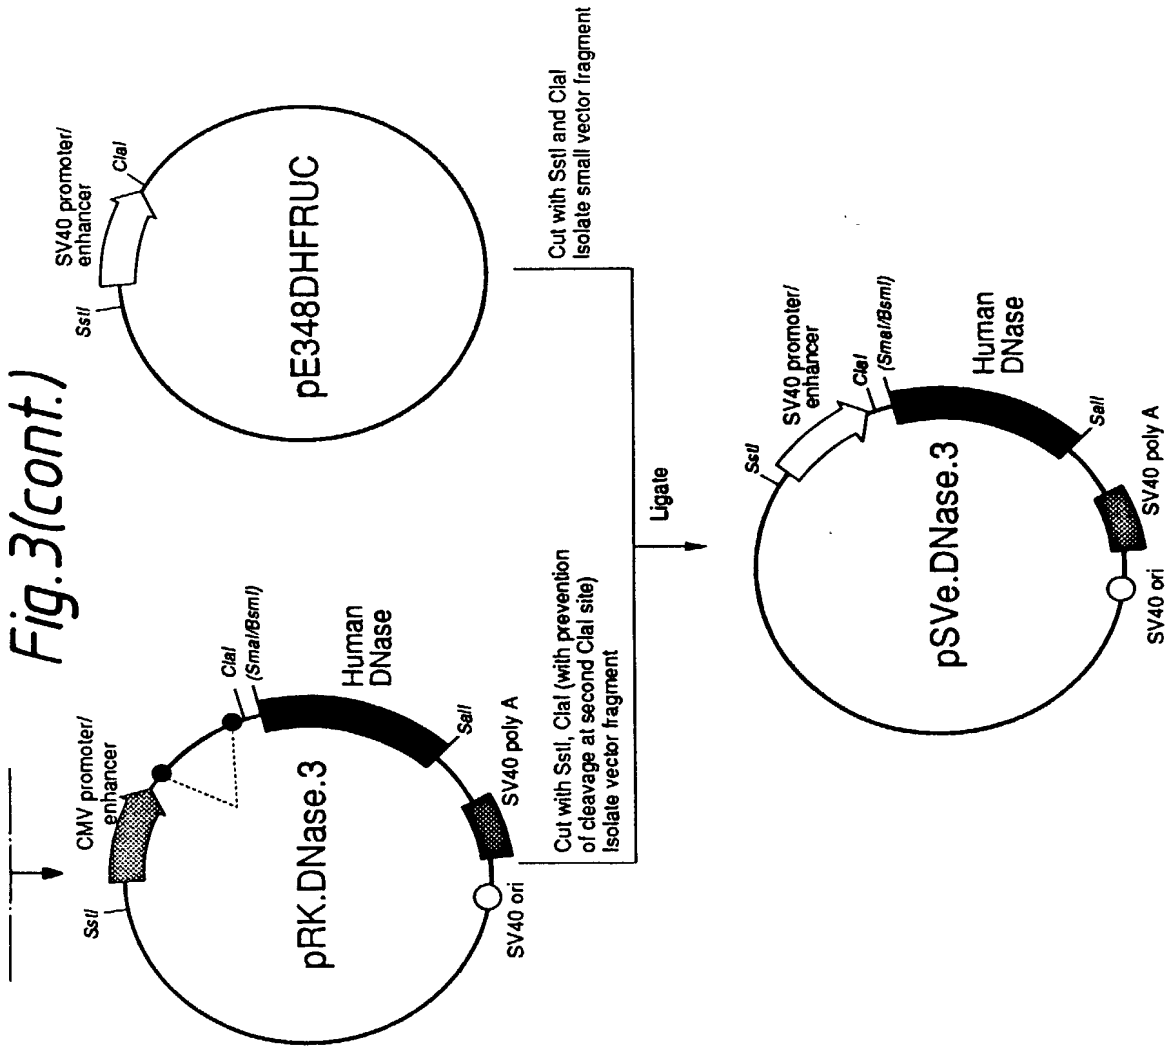 Fig.3(cont.)
CMV promoter/
enhancer
SstI
ClaI
(SmaI/BsmI)
Human
DNase
pRK.DNase.3
SalI
SV40 poly A
SV40 ori
SV40 promoter/
enhancer
SstI
ClaI
pE348DHFRUC
Cut with SstI, ClaI (with prevention
of cleavage at second ClaI site)
Isolate vector fragment
Cut with SstI and ClaI
Isolate small vector fragment
Ligate
SV40 promoter/
enhancer
SstI
ClaI
(SmaI/BsmI)
Human
DNase
pSVe.DNase.3
SalI
SV40 poly A
SV40 ori